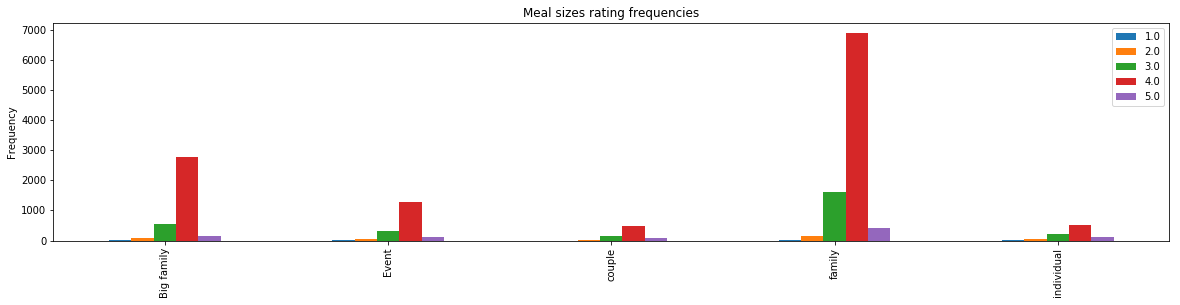 Meal sizes rating frequencies
7000
6000
5000
4000
3000
2000
1000
0
Frequency
1.0
2.0
3.0
4.0
5.0
Big family
Event
couple
family
individual